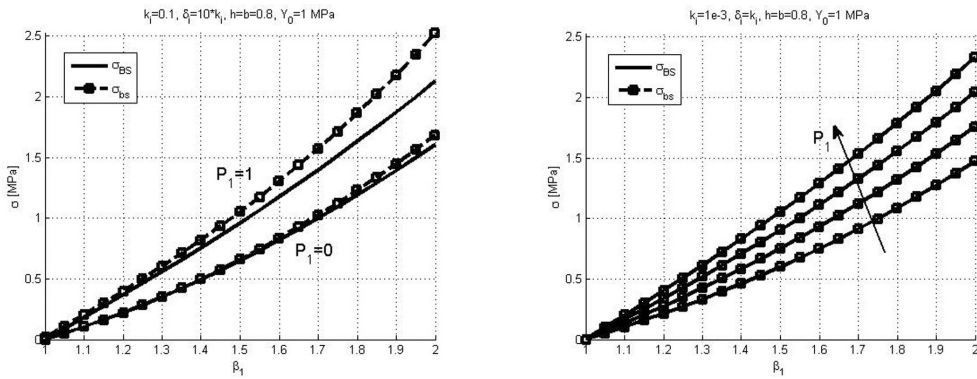 k_i=0.1, δ_i=10*k_i, h=b=0.8, Y_0=1 MPa
2.5
2
1.5
1
0.5
0
σ [MPa]
σ_BS
σ_bs
P_1=1
P_1=0
1 1.1 1.2 1.3 1.4 1.5 1.6 1.7 1.8 1.9 2
β_1
k_i=1e-3, δ_i=k_i, h=b=0.8, Y_0=1 MPa
2.5
2
1.5
1
0.5
0
σ [MPa]
σ_BS
σ_bs
P_1
1 1.1 1.2 1.3 1.4 1.5 1.6 1.7 1.8 1.9 2
β_1